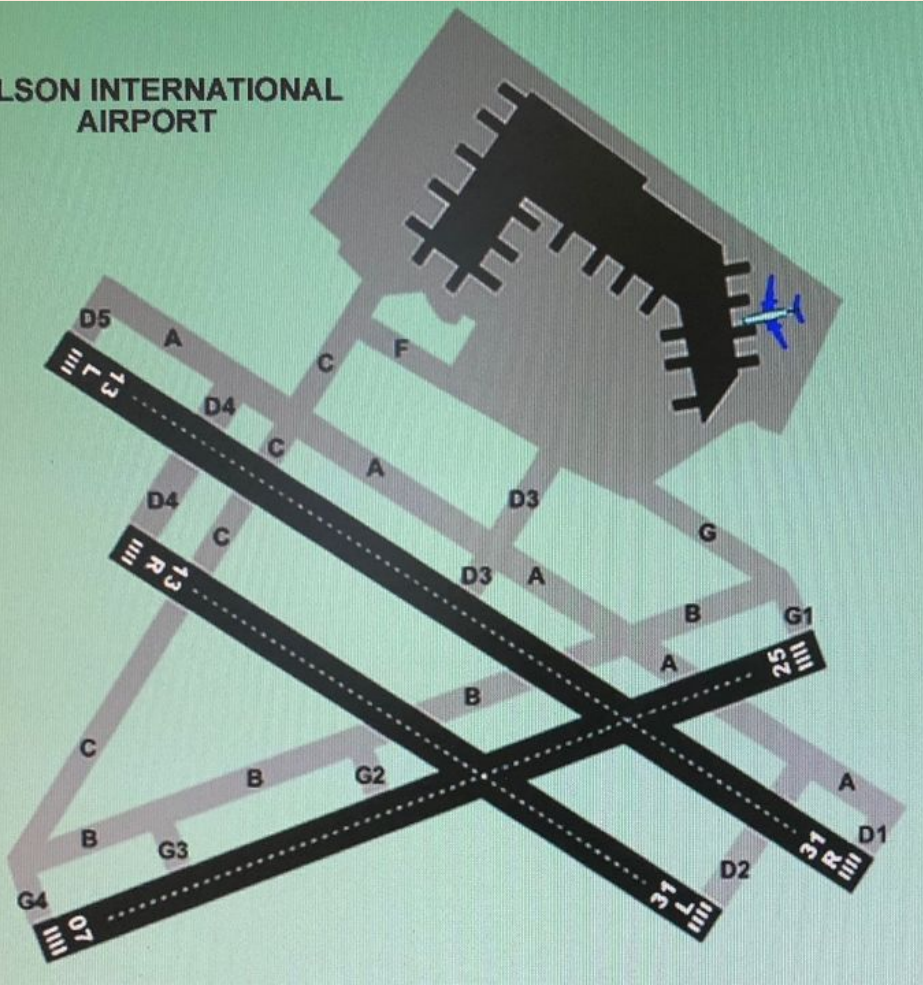 LSON INTERNATIONAL
AIRPORT
D5
A
F
C
D4
13 L
C
A
D4
D3
C
G
13 R
D3
A
B
G1
A
25
B
C
B
G2
A
B
G3
D1
31 R
D2
G4
31 L
07